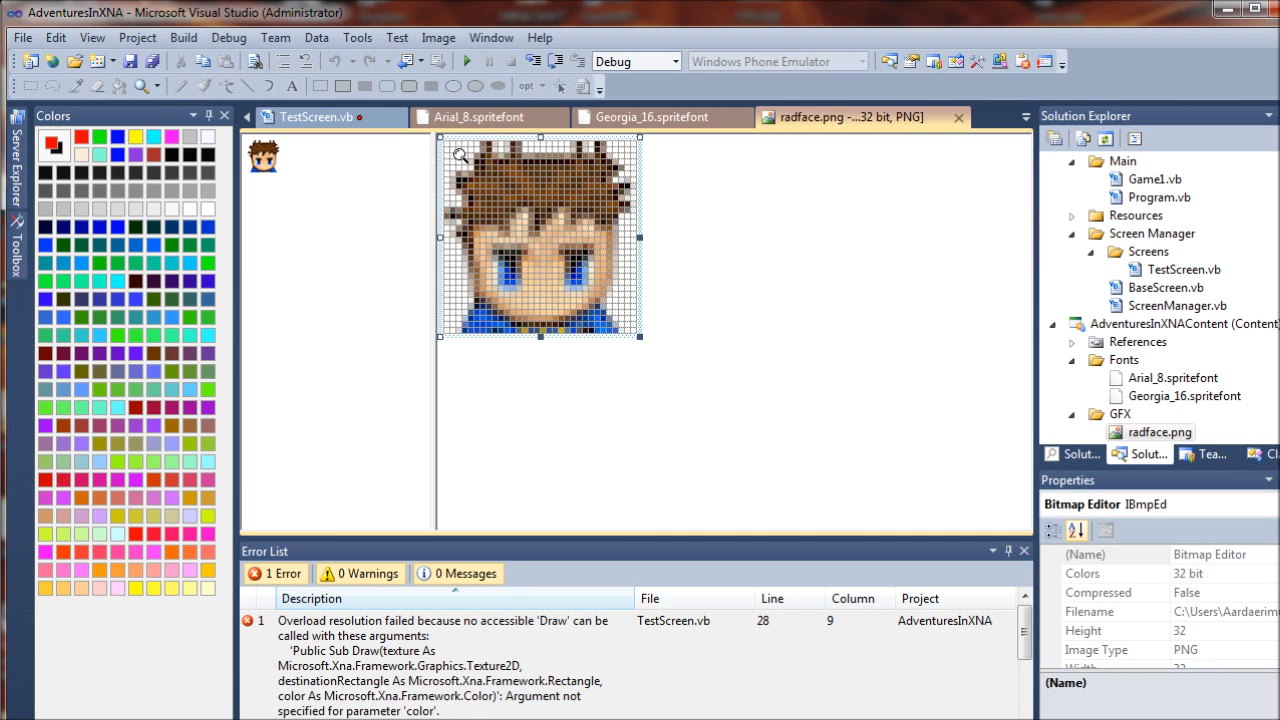 AdventuresInXNA - Microsoft Visual Studio (Administrator)
File Edit View Project Build Debug Team Data Tools Test Image Window Help
Debug Windows Phone Emulator
opt
Server Explorer
Toolbox
Colors
TestScreen.vb Arial_8.spritefont Georgia_16.spritefont radface.png -...32 bit, PNG]
Solution Explorer
Main
Game1.vb
Program.vb
Resources
Screen Manager
Screens
TestScreen.vb
BaseScreen.vb
ScreenManager.vb
AdventuresInXNAContent (Content
References
Fonts
Arial_8.spritefont
Georgia_16.spritefont
GFX
radface.png
Solut... Solut... Tea... Cl
Properties
Bitmap Editor IBmpEd
(Name) Bitmap Editor
Colors 32 bit
Compressed False
Filename C:\Users\Aardaerim
Height 32
Image Type PNG
Width 32
(Name)
Error List
1 Error 0 Warnings 0 Messages
Description File Line Column Project
1 Overload resolution failed because no accessible 'Draw' can be TestScreen.vb 28 9 AdventuresInXNA
called with these arguments:
'Public Sub Draw(texture As
Microsoft.Xna.Framework.Graphics.Texture2D,
destinationRectangle As Microsoft.Xna.Framework.Rectangle,
color As Microsoft.Xna.Framework.Color)': Argument not
specified for parameter 'color'.